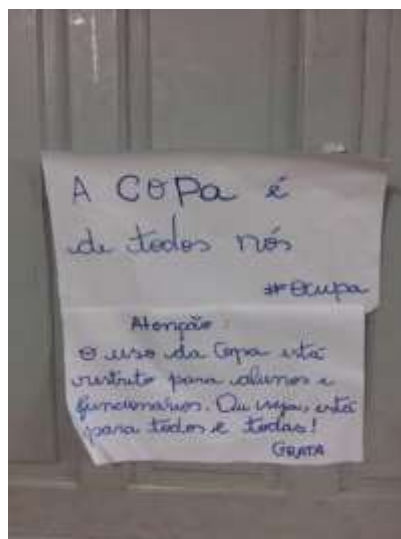 A COPa é
de todos nós
#Ocupa
Atenção:
O uso da Copa está
restrito para alunos e
funcionários. Ou seja, está
para todos e todas!
GRATA